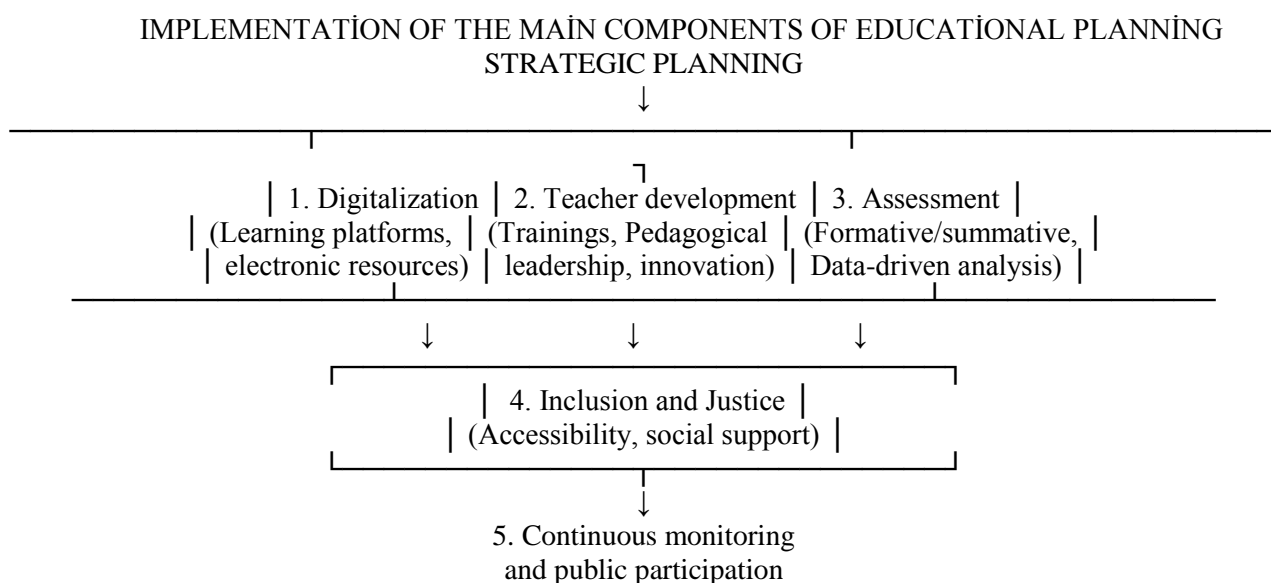 IMPLEMENTATİON OF THE MAİN COMPONENTS OF EDUCATİONAL PLANNİNG
STRATEGIC PLANNING
↓
┐
│ 1. Digitalization │ 2. Teacher development │ 3. Assessment │
│ (Learning platforms, │ (Trainings, Pedagogical │ (Formative/summative, │
│ electronic resources) │ leadership, innovation) │ Data-driven analysis) │
↓ ↓ ↓
│ 4. Inclusion and Justice │
│ (Accessibility, social support) │
↓
5. Continuous monitoring
and public participation